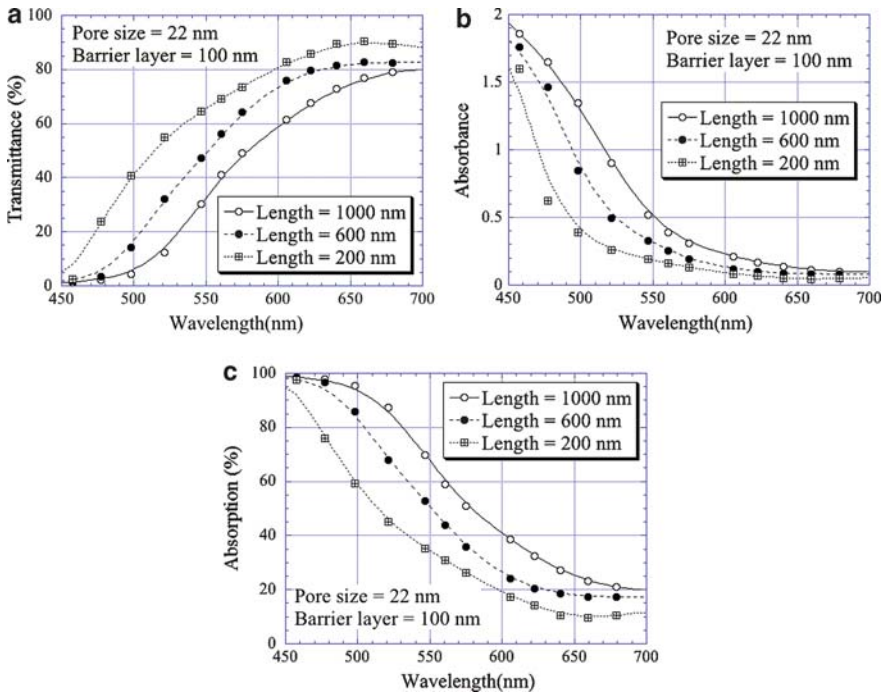 a
Transmittance (%)
100
80
60
40
20
0
Pore size = 22 nm
Barrier layer = 100 nm
Length = 1000 nm
Length = 600 nm
Length = 200 nm
450 500 550 600 650 700
Wavelength(nm)
b
Absorbance
2
1.5
1
0.5
0
Pore size = 22 nm
Barrier layer = 100 nm
Length = 1000 nm
Length = 600 nm
Length = 200 nm
450 500 550 600 650 700
Wavelength(nm)
c
Absorption (%)
100
80
60
40
20
0
Length = 1000 nm
Length = 600 nm
Length = 200 nm
Pore size = 22 nm
Barrier layer = 100 nm
450 500 550 600 650 700
Wavelength(nm)